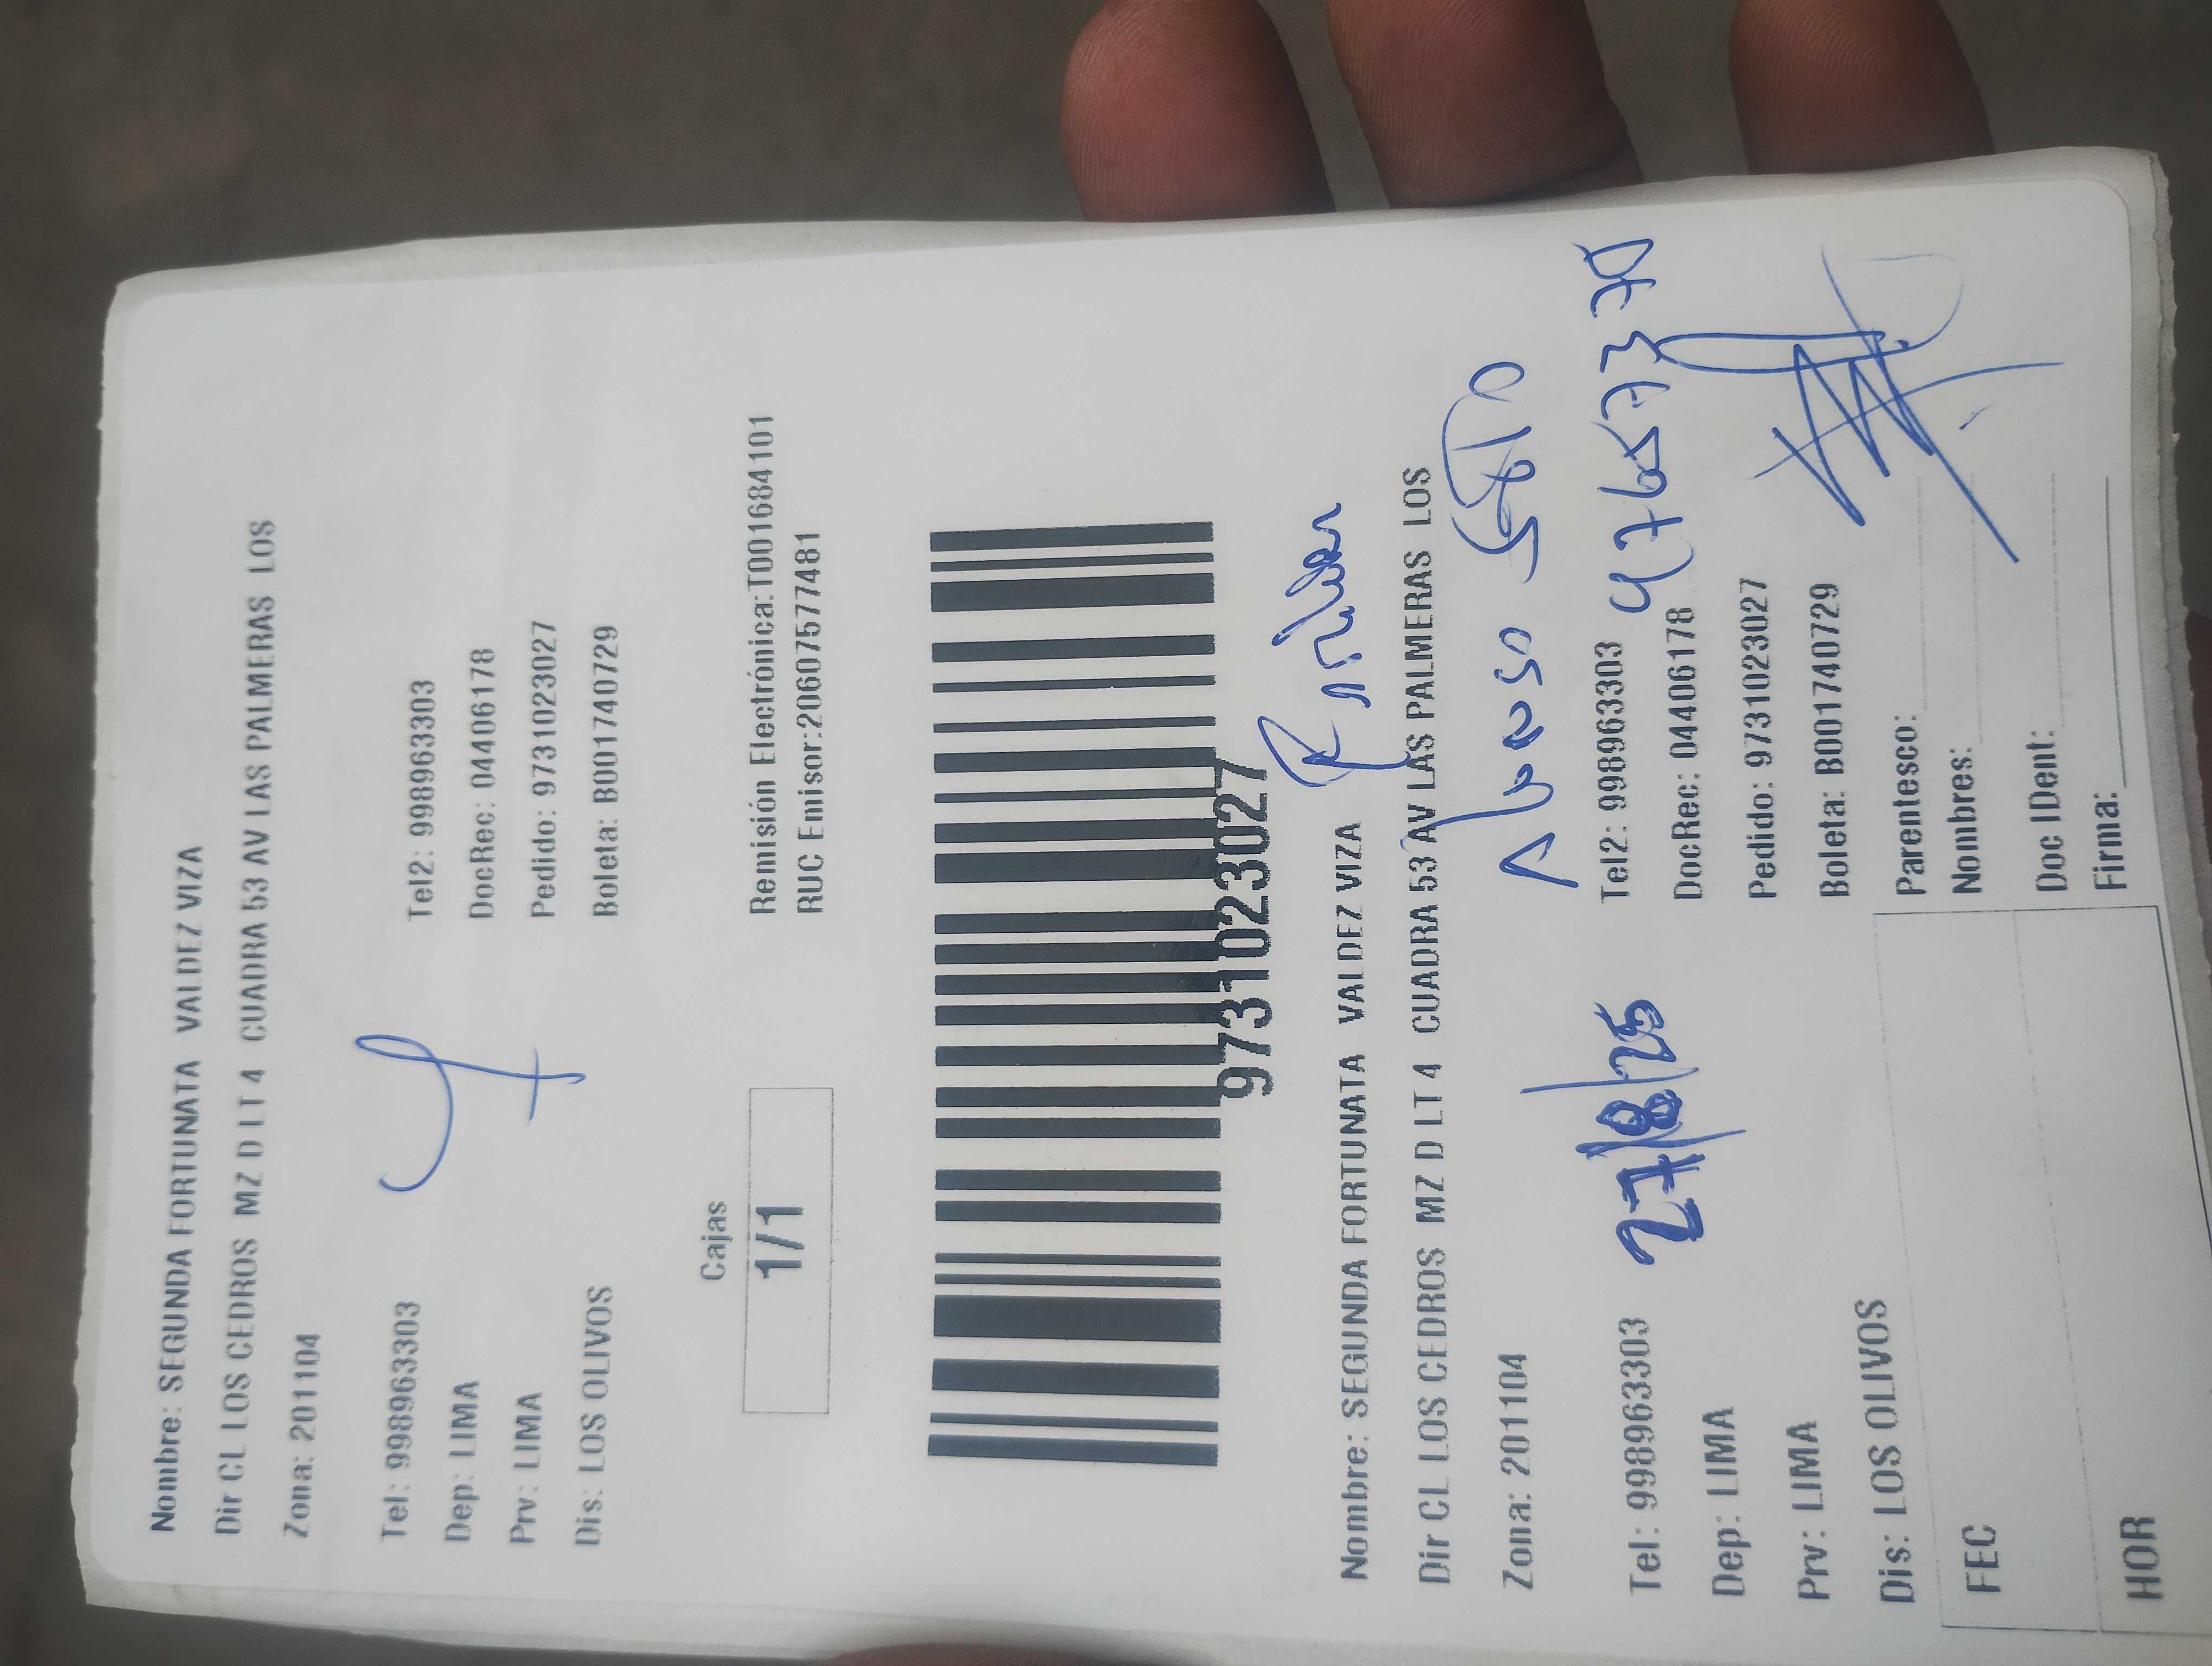 Nombre: SEGUNDA FORTUNATA VALDEZ VIZA
Dir CL LOS CEDROS MZ D LT 4 CUADRA 53 AV LAS PALMERAS LOS
Zona: 201104
Tel: 998963303 Tel2: 998963303
Dep: LIMA DocRec: 04406178
Prv: LIMA Pedido: 9731023027
Dis: LOS OLIVOS Boleta: B001740729
Cajas
1/1
Remisión Electrónica:T001684101
RUC Emisor:20607577481
9731023027
Nombre: SEGUNDA FORTUNATA VALDEZ VIZA
Dir CL LOS CEDROS MZ D LT 4 CUADRA 53 AV LAS PALMERAS LOS
Zona: 201104
Alonso Soto
Tel: 998963303 Tel2: 998963303
27/8/25
Dep: LIMA DocRec: 04406178
Prv: LIMA Pedido: 9731023027
Dis: LOS OLIVOS Boleta: B001740729
FEC Parentesco:
Nombres:
HOR Doc IDent:
Firma: